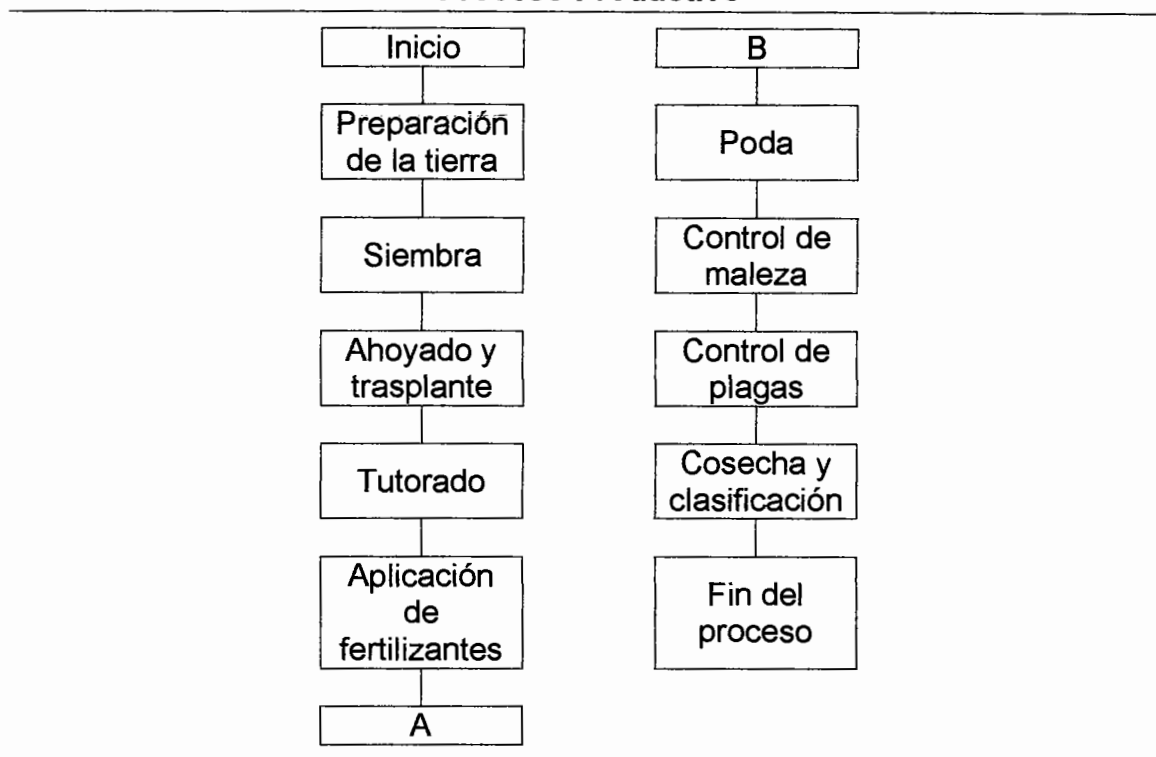 Inicio
Preparación
de la tierra
Siembra
Ahoyado y
trasplante
Tutorado
Aplicación
de
fertilizantes
A
B
Poda
Control de
maleza
Control de
plagas
Cosecha y
clasificación
Fin del
proceso